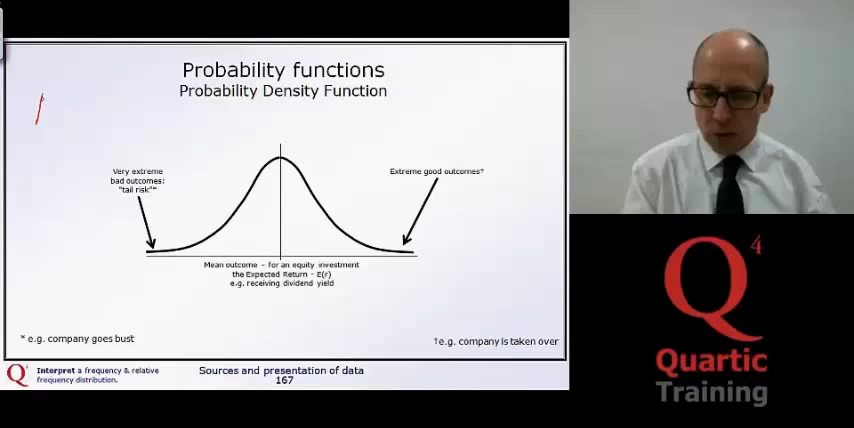 Probability functions
Probability Density Function
Very extreme
bad outcomes:
"tail risk"*
Extreme good outcomes†
Mean outcome – for an equity investment
the Expected Return - E(r)
e.g. receiving dividend yield
* e.g. company goes bust
†e.g. company is taken over
Q4
Interpret a frequency & relative
frequency distribution.
Sources and presentation of data
167
Q4
Quartic
Training